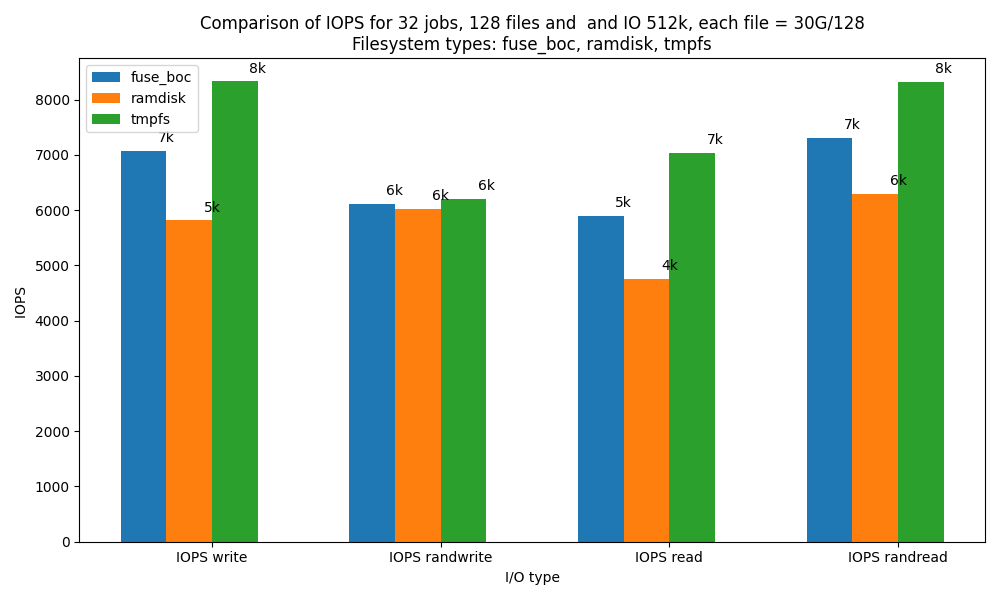 Comparison of IOPS for 32 jobs, 128 files and  and IO 512k, each file = 30G/128
Filesystem types: fuse_boc, ramdisk, tmpfs
fuse_boc
ramdisk
tmpfs
7k
5k
8k
6k
6k
6k
5k
4k
7k
7k
6k
8k
IOPS
8000
7000
6000
5000
4000
3000
2000
1000
0
IOPS write
IOPS randwrite
IOPS read
IOPS randread
I/O type